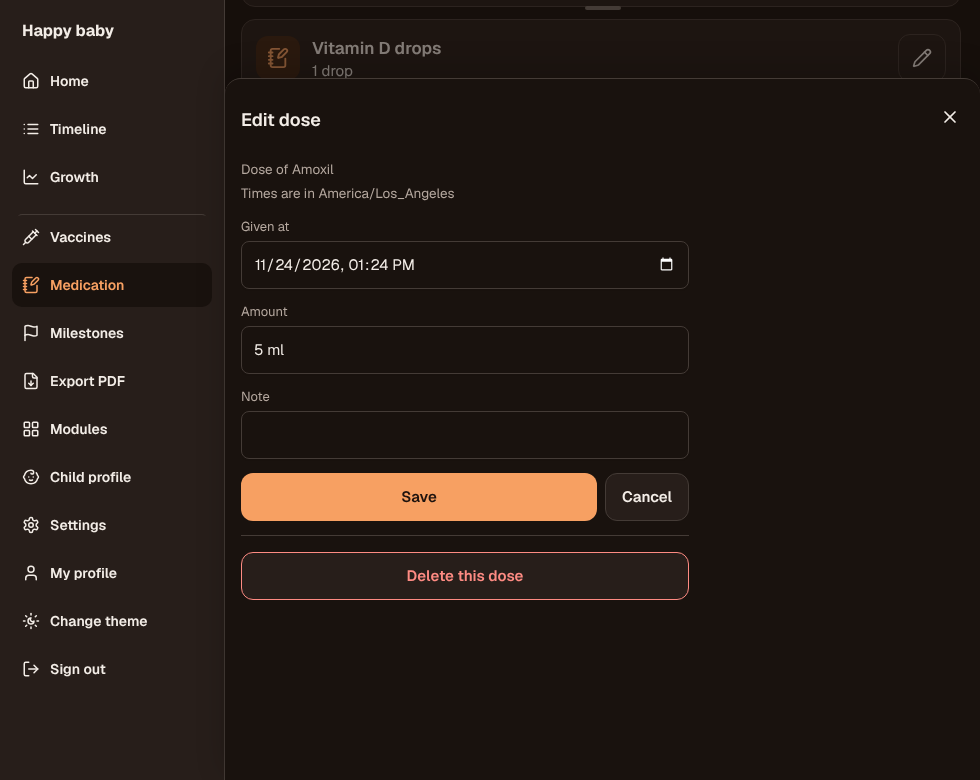 Happy baby
Home
Timeline
Growth
Vaccines
Medication
Milestones
Export PDF
Modules
Child profile
Settings
My profile
Change theme
Sign out
Vitamin D drops
1 drop
Edit dose
Dose of Amoxil
Times are in America/Los_Angeles
Given at
11/24/2026, 01:24 PM
Amount
5 ml
Note
Save
Cancel
Delete this dose